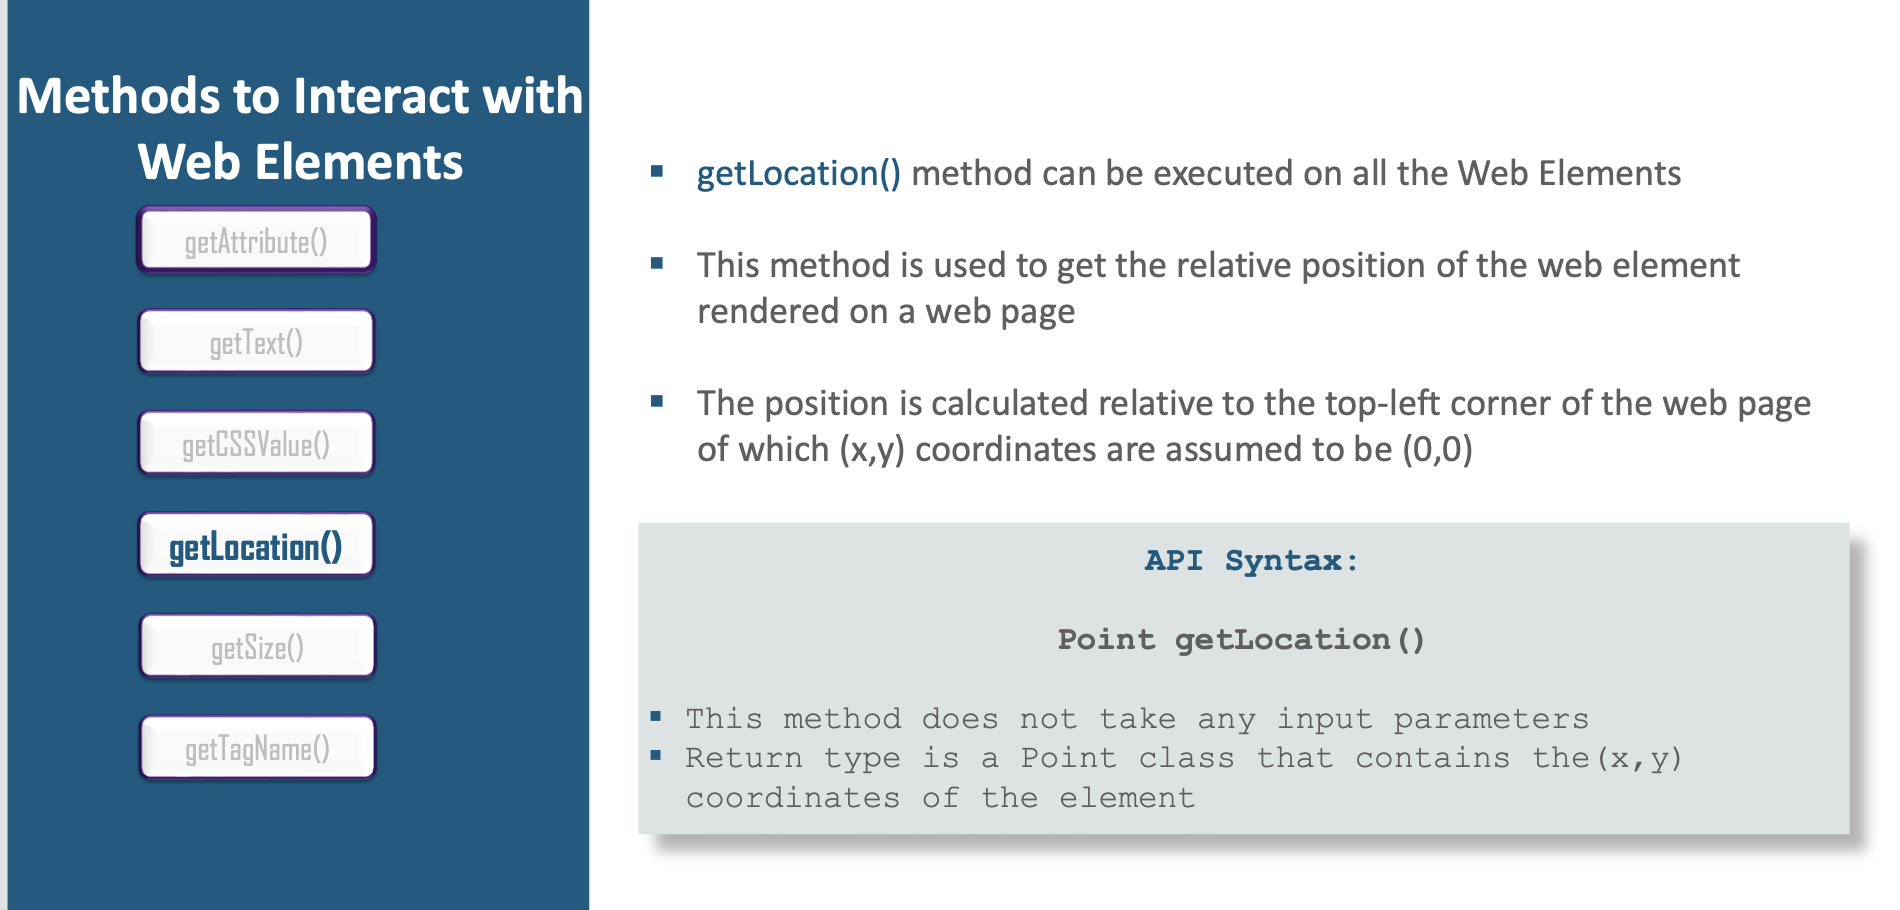 Methods to Interact with
Web Elements
getAttribute()
getText()
getCSSValue()
getLocation()
getSize()
getTagName()
▪ getLocation() method can be executed on all the Web Elements
▪ This method is used to get the relative position of the web element
rendered on a web page
▪ The position is calculated relative to the top-left corner of the web page
of which (x,y) coordinates are assumed to be (0,0)
API Syntax:
Point getLocation()
▪ This method does not take any input parameters
▪ Return type is a Point class that contains the(x,y)
coordinates of the element